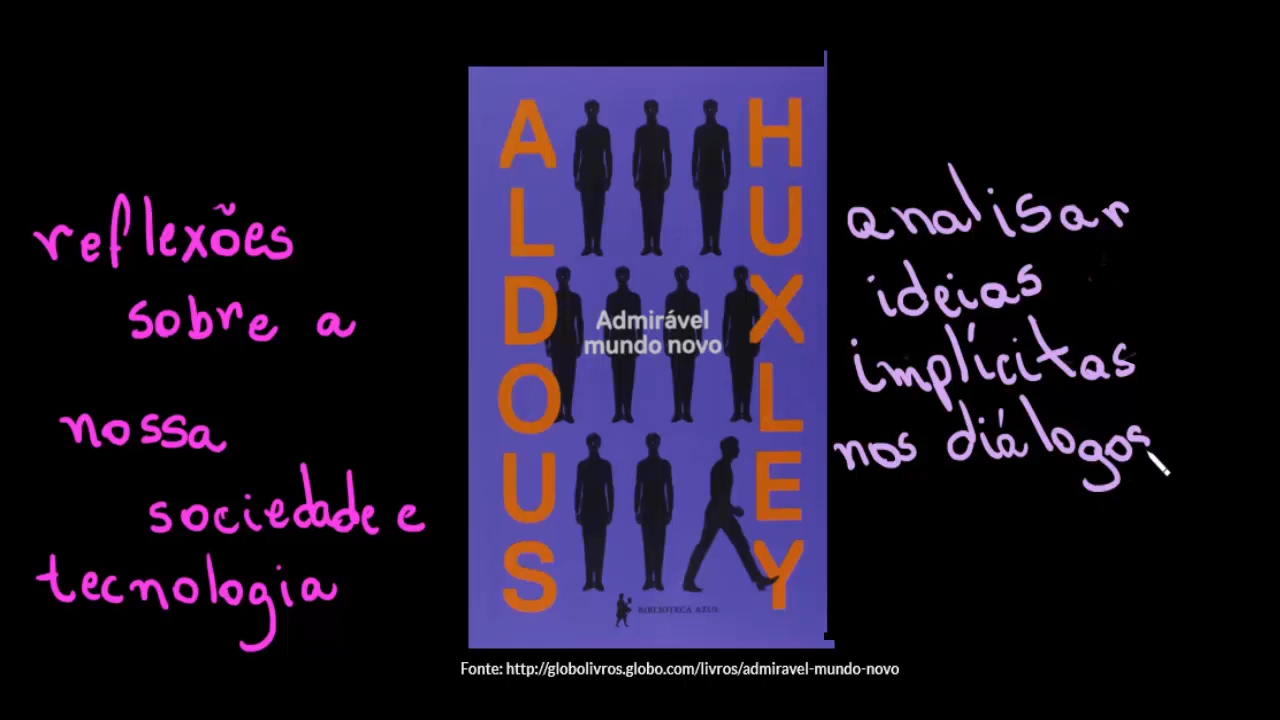 reflexões
sobre a
nossa
sociedade e
tecnologia
ALDOUS
HUXLEY
Admirável
mundo novo
BIBLIOTECA AZUL
analisar
ideias
implícitas
nos diálogos
Fonte: http://globolivros.globo.com/livros/admiravel-mundo-novo